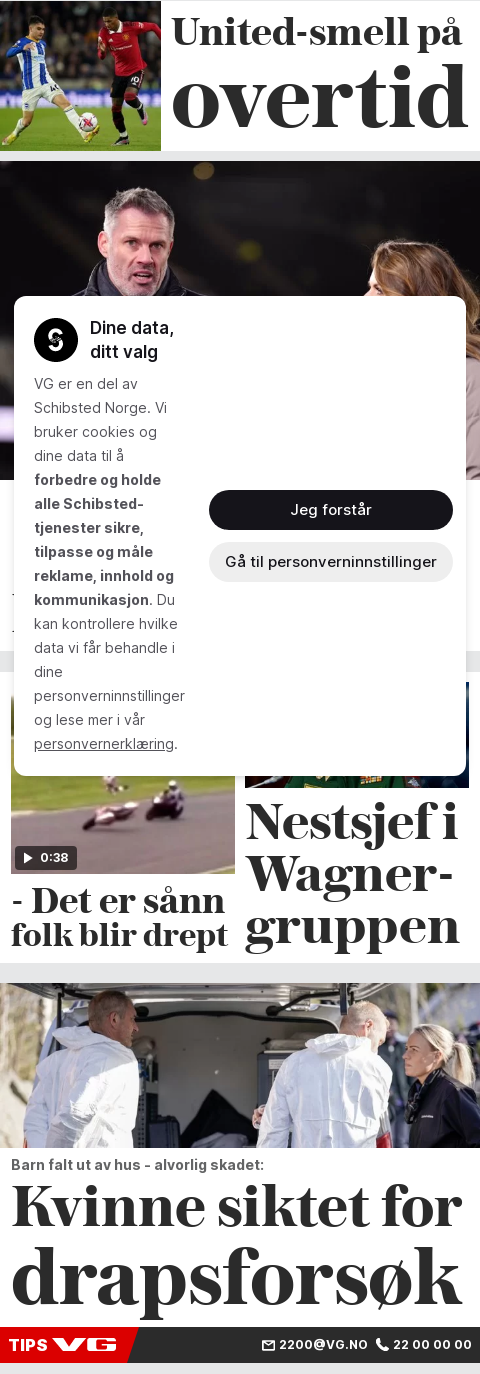 United-smell på
overtid
Dine data,
ditt valg
VG er en del av
Schibsted Norge. Vi
bruker cookies og
dine data til å
forbedre og holde
alle Schibsted-
tjenester sikre,
tilpasse og måle
reklame, innhold og
kommunikasjon. Du
kan kontrollere hvilke
data vi får behandle i
dine
personverninnstillinger
og lese mer i vår
personvernerklæring.
Jeg forstår
Gå til personverninnstillinger
0:38
- Det er sånn
folk blir drept
Nestsjef i
Wagner-
gruppen
Barn falt ut av hus - alvorlig skadet:
Kvinne siktet for
drapsforsøk
TIPS VG 2200@VG.NO 22 00 00 00